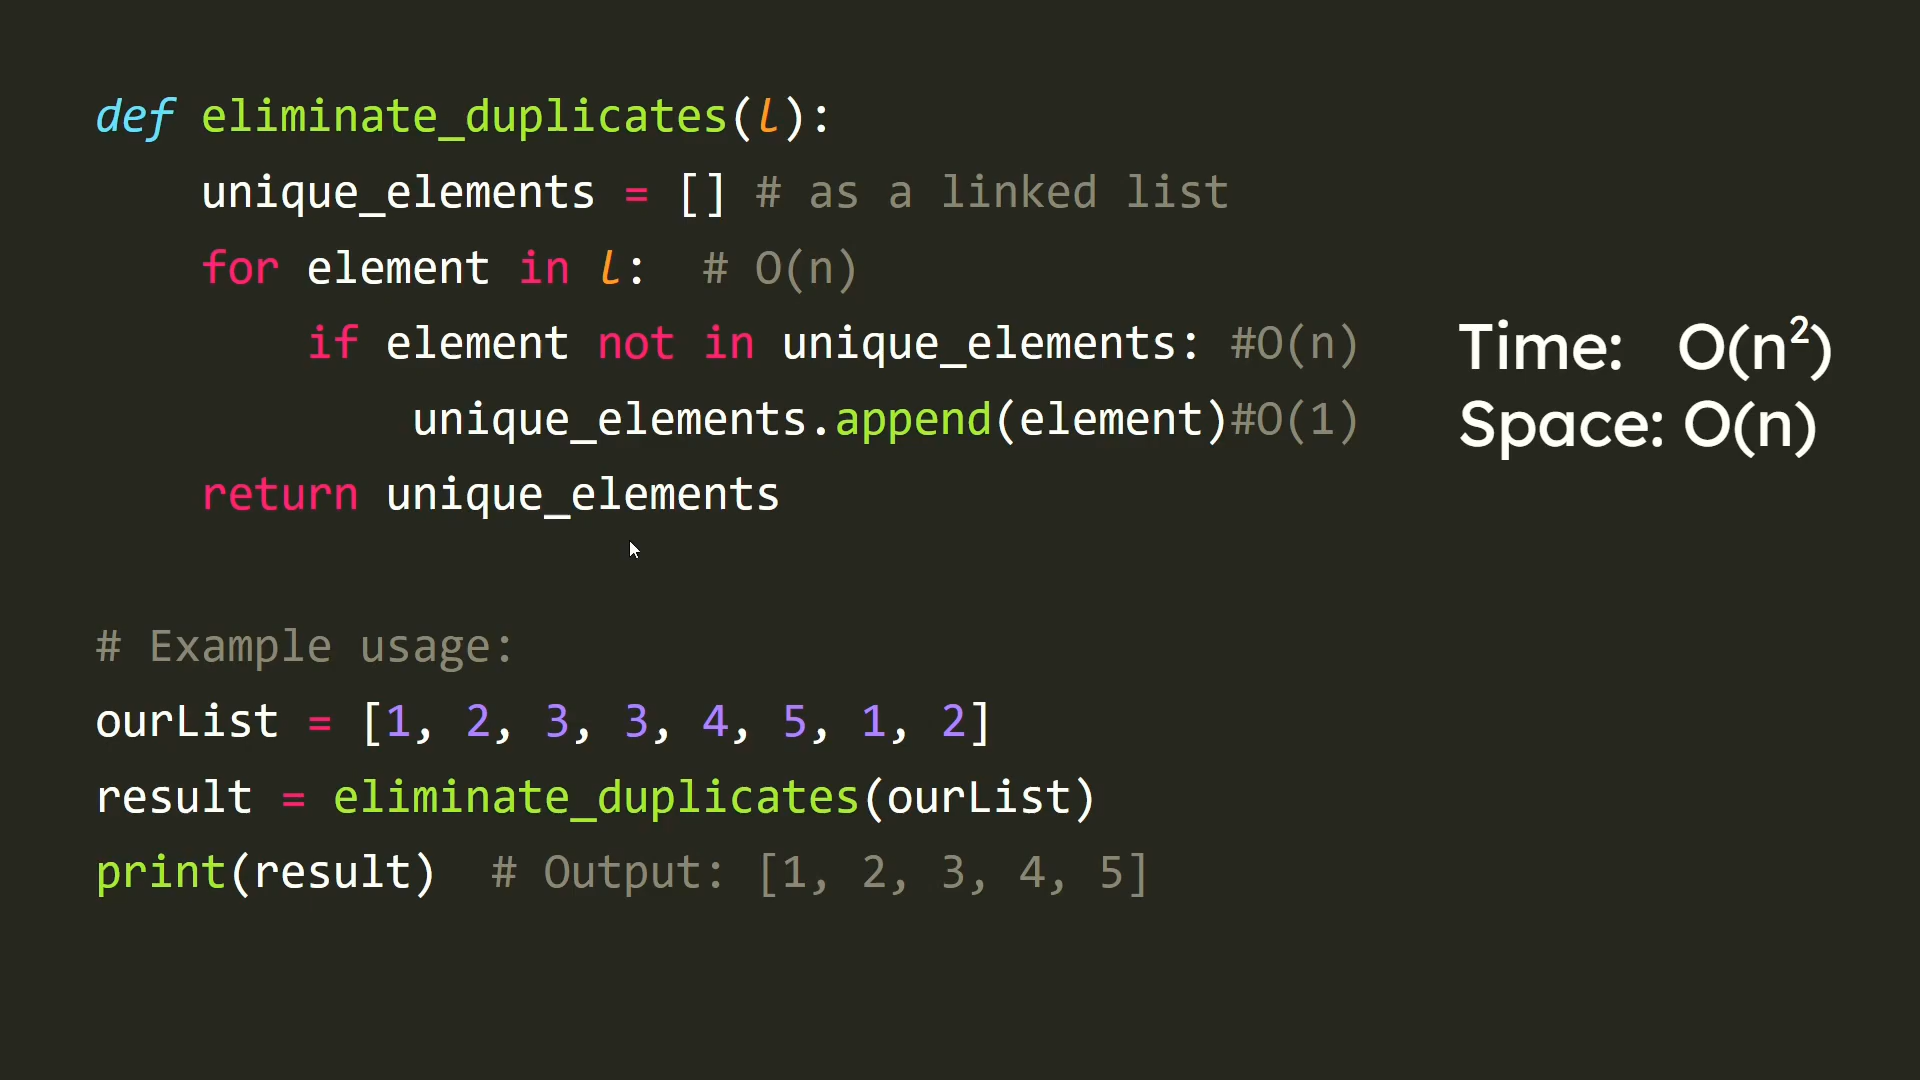 def eliminate_duplicates(l):
    unique_elements = [] # as a linked list
    for element in l:  # O(n)
        if element not in unique_elements: #O(n)
            unique_elements.append(element)#O(1)
    return unique_elements
Time: O(n²)
Space: O(n)
# Example usage:
ourList = [1, 2, 3, 3, 4, 5, 1, 2]
result = eliminate_duplicates(ourList)
print(result)  # Output: [1, 2, 3, 4, 5]